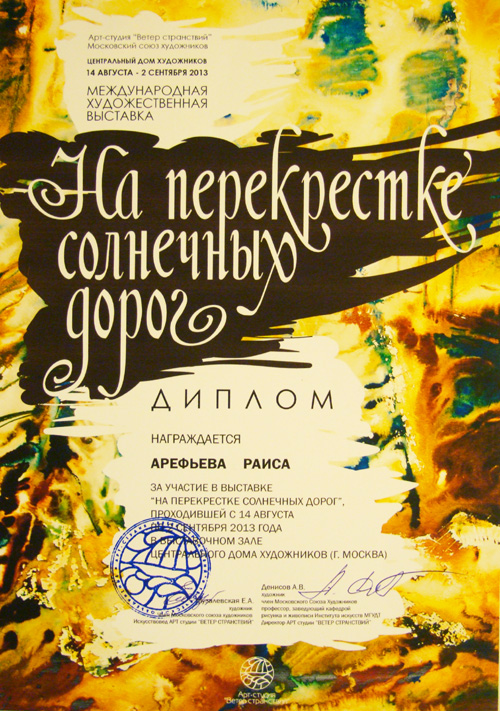 Арт-студия "Ветер странствий"
Московский союз художников
ЦЕНТРАЛЬНЫЙ ДОМ ХУДОЖНИКОВ
14 АВГУСТА - 2 СЕНТЯБРЯ 2013
МЕЖДУНАРОДНАЯ
ХУДОЖЕСТВЕННАЯ
ВЫСТАВКА
На перекрестке
солнечных
дорог
ДИПЛОМ
НАГРАЖДАЕТСЯ
АРЕФЬЕВА РАИСА
ЗА УЧАСТИЕ В ВЫСТАВКЕ
"НА ПЕРЕКРЕСТКЕ СОЛНЕЧНЫХ ДОРОГ",
ПРОХОДИВШЕЙ С 14 АВГУСТА
СЕНТЯБРЯ 2013 ГОДА
В ВЫСТАВОЧНОМ ЗАЛЕ
ЦЕНТРАЛЬНОГО ДОМА ХУДОЖНИКОВ (Г. МОСКВА)
Е.А.
художник
Московского союза художников
Искусствовед АРТ студии "ВЕТЕР СТРАНСТВИЙ"
Денисов А.В.
художник
член Московского Союза Художников
профессор, заведующий кафедрой
рисунка и живописи Института искусств МГУДТ
Директор АРТ студии "ВЕТЕР СТРАНСТВИЙ"
Арт-студия
"Ветер странствий"